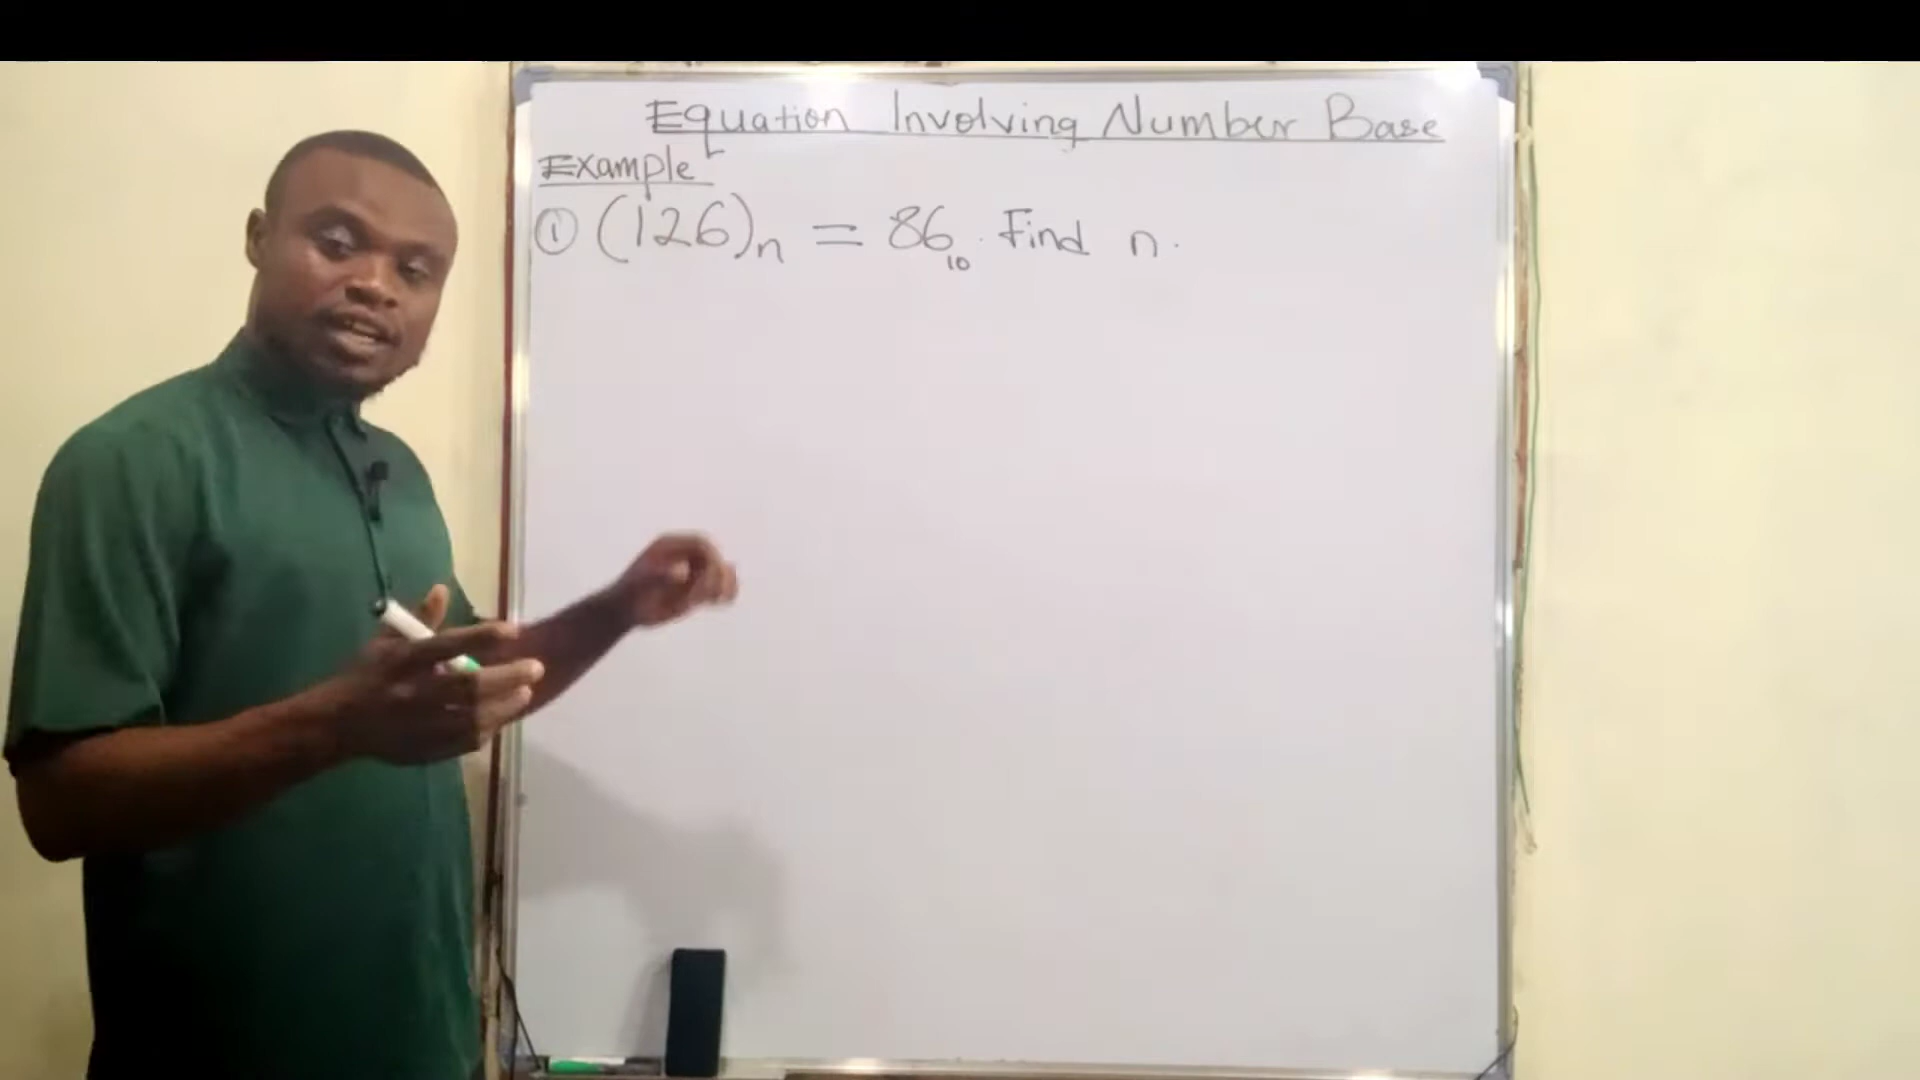 Equation Involving Number Base
Example
① (126)ₙ = 86₁₀. Find n.